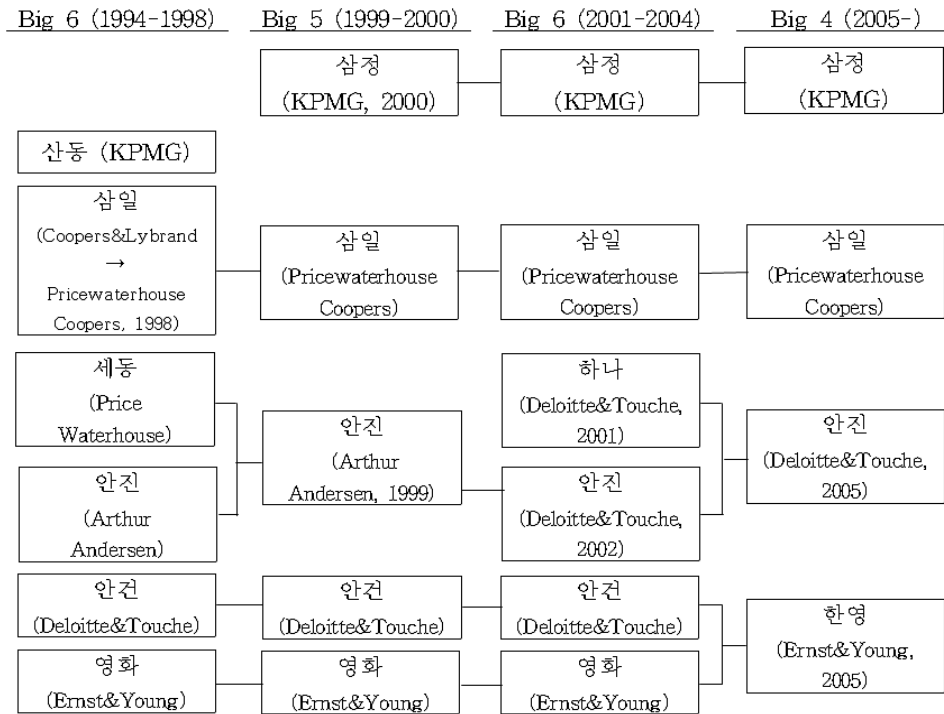 Big 6 (1994-1998)
Big 5 (1999-2000)
Big 6 (2001-2004)
Big 4 (2005-)
삼정
(KPMG, 2000)
삼정
(KPMG)
삼정
(KPMG)
산동 (KPMG)
삼일
(Coopers&Lybrand
→
Pricewaterhouse
Coopers, 1998)
삼일
(Pricewaterhouse
Coopers)
삼일
(Pricewaterhouse
Coopers)
삼일
(Pricewaterhouse
Coopers)
세동
(Price
Waterhouse)
안진
(Arthur
Andersen)
안진
(Arthur
Andersen, 1999)
하나
(Deloitte&Touche,
2001)
안진
(Deloitte&Touche,
2002)
안진
(Deloitte&Touche,
2005)
안건
(Deloitte&Touche)
안건
(Deloitte&Touche)
안건
(Deloitte&Touche)
영화
(Ernst&Young)
영화
(Ernst&Young)
영화
(Ernst&Young)
한영
(Ernst&Young,
2005)